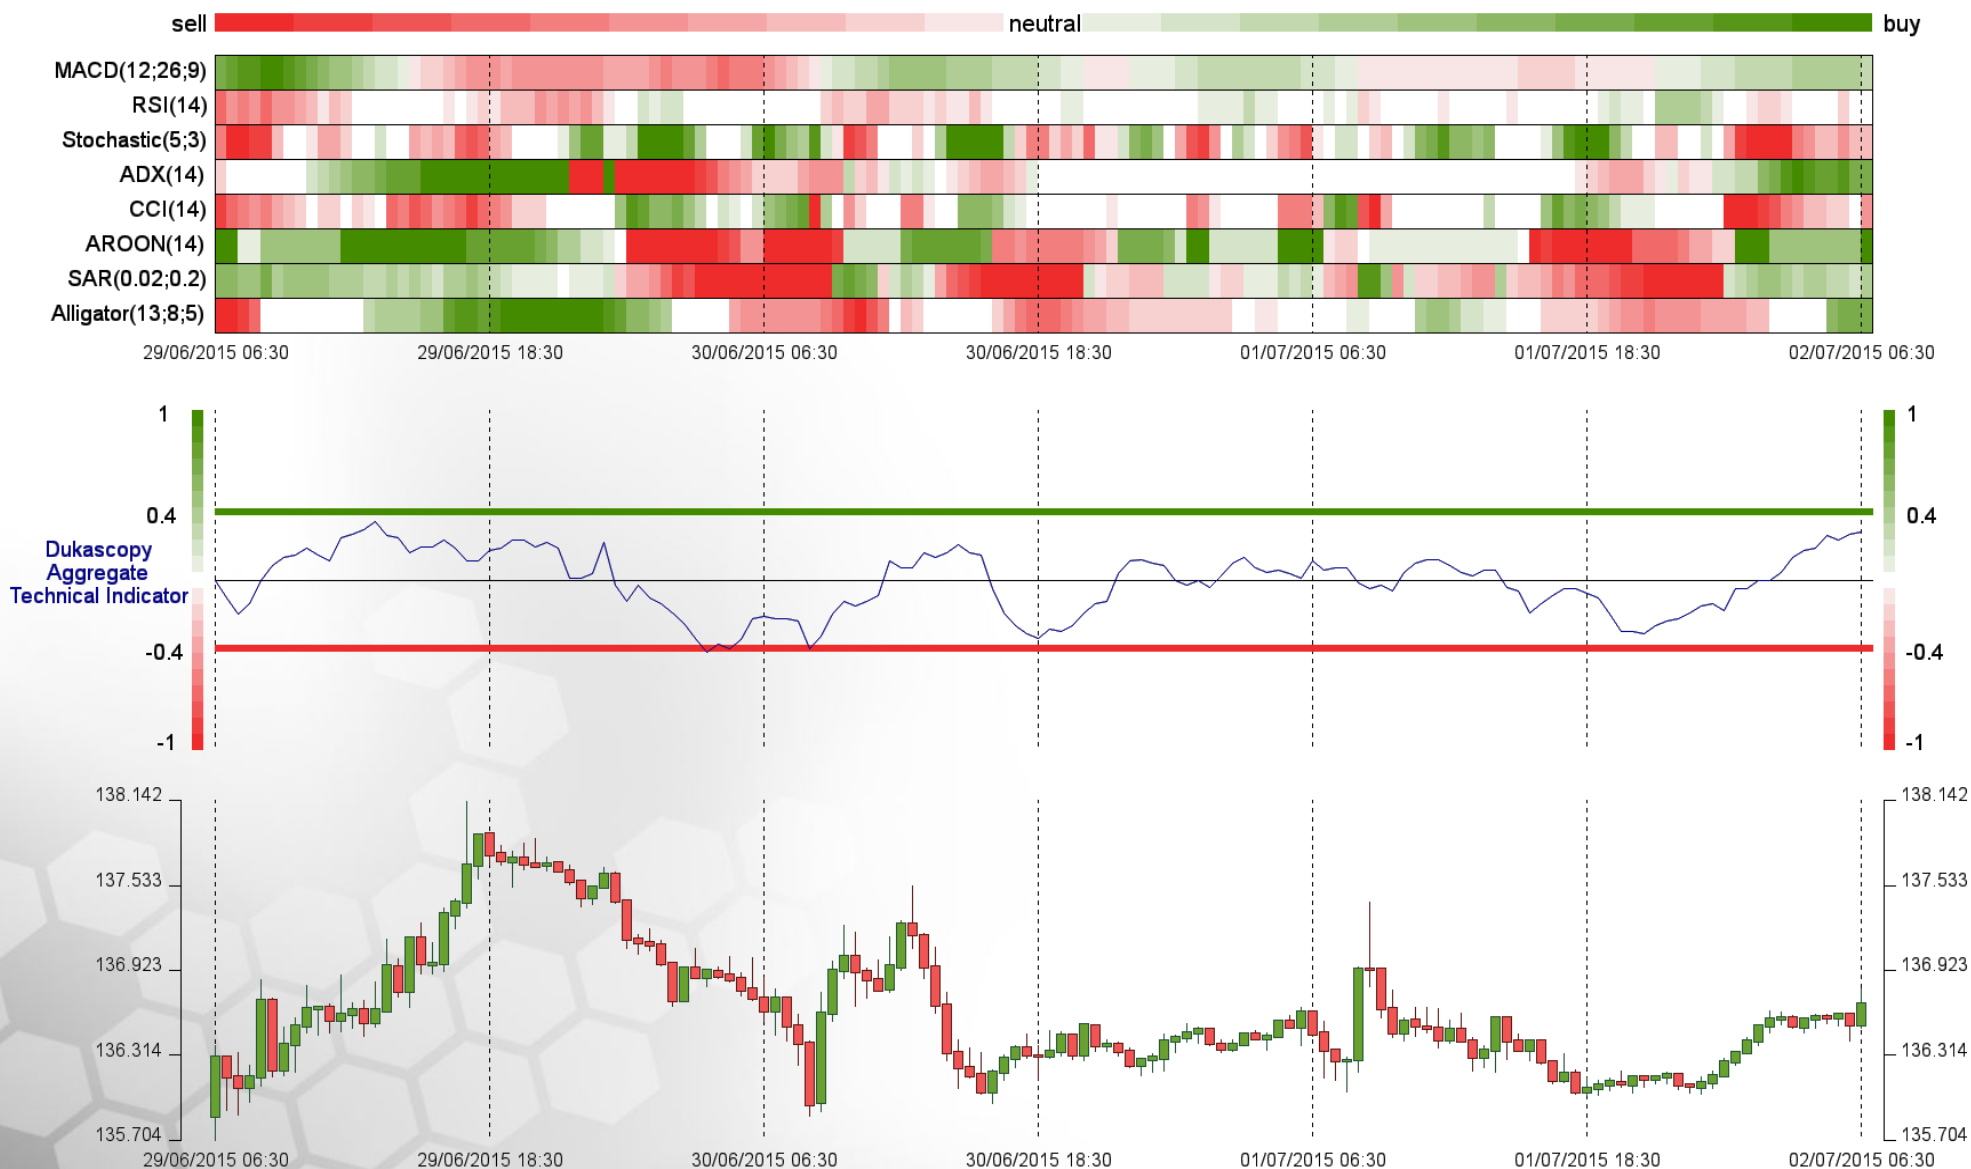 sell neutral buy
MACD(12;26;9)
RSI(14)
Stochastic(5;3)
ADX(14)
CCI(14)
AROON(14)
SAR(0.02;0.2)
Alligator(13;8;5)
29/06/2015 06:30 29/06/2015 18:30 30/06/2015 06:30 30/06/2015 18:30 01/07/2015 06:30 01/07/2015 18:30 02/07/2015 06:30
1 1
0.4 0.4
Dukascopy
Aggregate
Technical Indicator
-0.4 -0.4
-1 -1
138.142 138.142
137.533 137.533
136.923 136.923
136.314 136.314
135.704 135.704
29/06/2015 06:30 29/06/2015 18:30 30/06/2015 06:30 30/06/2015 18:30 01/07/2015 06:30 01/07/2015 18:30 02/07/2015 06:30